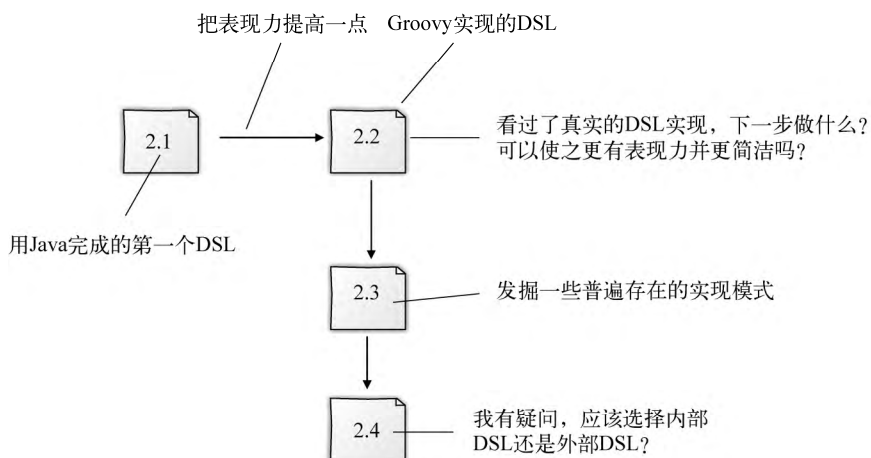 把表现力提高一点 Groovy实现的DSL
2.1
2.2
看过了真实的DSL实现，下一步做什么？
可以使之更有表现力并更简洁吗？
用Java完成的第一个DSL
2.3
发掘一些普遍存在的实现模式
2.4
我有疑问，应该选择内部
DSL还是外部DSL？